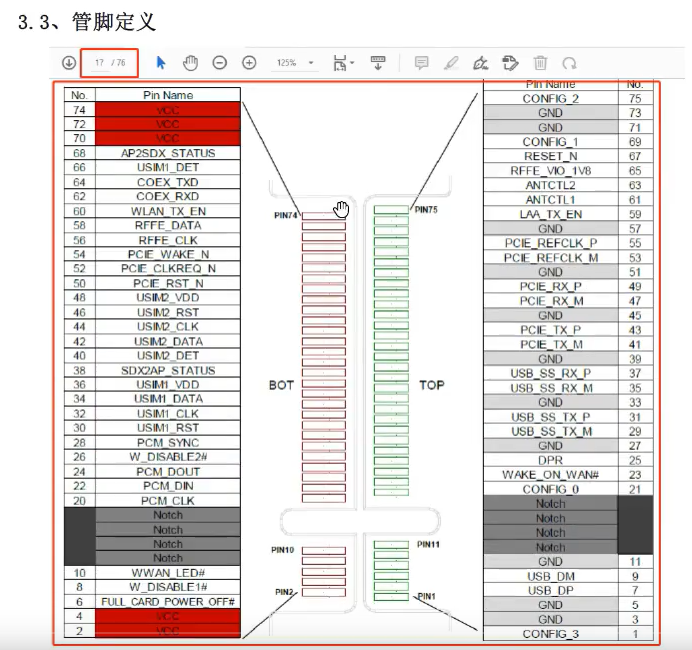 3.3、管脚定义
17 / 76
125%
No. Pin Name
74 VCC
72 VCC
70 VCC
68 AP2SDX_STATUS
66 USIM1_DET
64 COEX_TXD
62 COEX_RXD
60 WLAN_TX_EN
58 RFFE_DATA
56 RFFE_CLK
54 PCIE_WAKE_N
52 PCIE_CLKREQ_N
50 PCIE_RST_N
48 USIM2_VDD
46 USIM2_RST
44 USIM2_CLK
42 USIM2_DATA
40 USIM2_DET
38 SDX2AP_STATUS
36 USIM1_VDD
34 USIM1_DATA
32 USIM1_CLK
30 USIM1_RST
28 PCM_SYNC
26 W_DISABLE2#
24 PCM_DOUT
22 PCM_DIN
20 PCM_CLK
Notch
Notch
Notch
Notch
10 WWAN_LED#
8 W_DISABLE1#
6 FULL_CARD_POWER_OFF#
4 VCC
2 VCC
PIN74
PIN75
BOT
TOP
PIN10
PIN11
PIN2
PIN1
Pin Name No.
CONFIG_2 75
GND 73
GND 71
CONFIG_1 69
RESET_N 67
RFFE_VIO_1V8 65
ANTCTL2 63
ANTCTL1 61
LAA_TX_EN 59
GND 57
PCIE_REFCLK_P 55
PCIE_REFCLK_M 53
GND 51
PCIE_RX_P 49
PCIE_RX_M 47
GND 45
PCIE_TX_P 43
PCIE_TX_M 41
GND 39
USB_SS_RX_P 37
USB_SS_RX_M 35
GND 33
USB_SS_TX_P 31
USB_SS_TX_M 29
GND 27
DPR 25
WAKE_ON_WAN# 23
CONFIG_0 21
Notch
Notch
Notch
Notch
GND 11
USB_DM 9
USB_DP 7
GND 5
GND 3
CONFIG_3 1